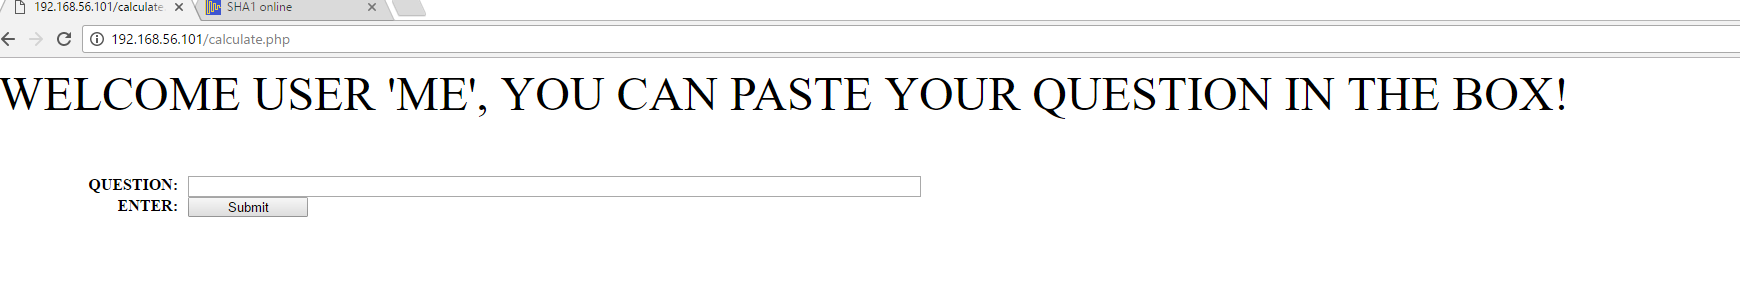 192.168.56.101/calculate
SHA1 online
192.168.56.101/calculate.php
WELCOME USER 'ME', YOU CAN PASTE YOUR QUESTION IN THE BOX!
QUESTION:
ENTER: Submit